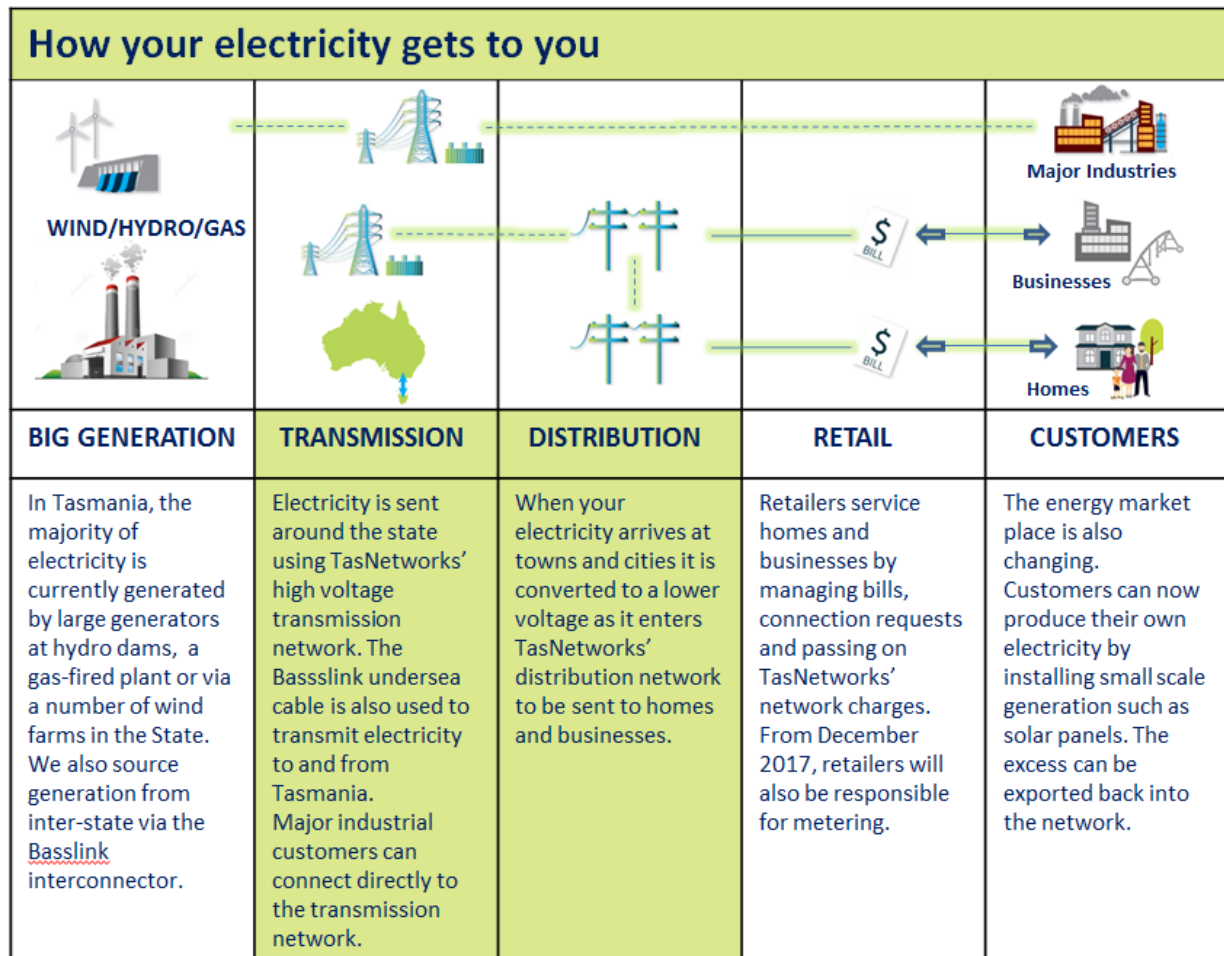 How your electricity gets to you
WIND/HYDRO/GAS
$
BILL
$
BILL
Major Industries
Businesses
Homes
BIG GENERATION
TRANSMISSION
DISTRIBUTION
RETAIL
CUSTOMERS
In Tasmania, the
majority of
electricity is
currently generated
by large generators
at hydro dams,  a
gas-fired plant or via
a number of wind
farms in the State.
We also source
generation from
inter-state via the
Basslink
interconnector.
Electricity is sent
around the state
using TasNetworks’
high voltage
transmission
network. The
Bassslink undersea
cable is also used to
transmit electricity
to and from
Tasmania.
Major industrial
customers can
connect directly to
the transmission
network.
When your
electricity arrives at
towns and cities it is
converted to a lower
voltage as it enters
TasNetworks’
distribution network
to be sent to homes
and businesses.
Retailers service
homes and
businesses by
managing bills,
connection requests
and passing on
TasNetworks’
network charges.
From December
2017, retailers will
also be responsible
for metering.
The energy market
place is also
changing.
Customers can now
produce their own
electricity by
installing small scale
generation such as
solar panels. The
excess can be
exported back into
the network.